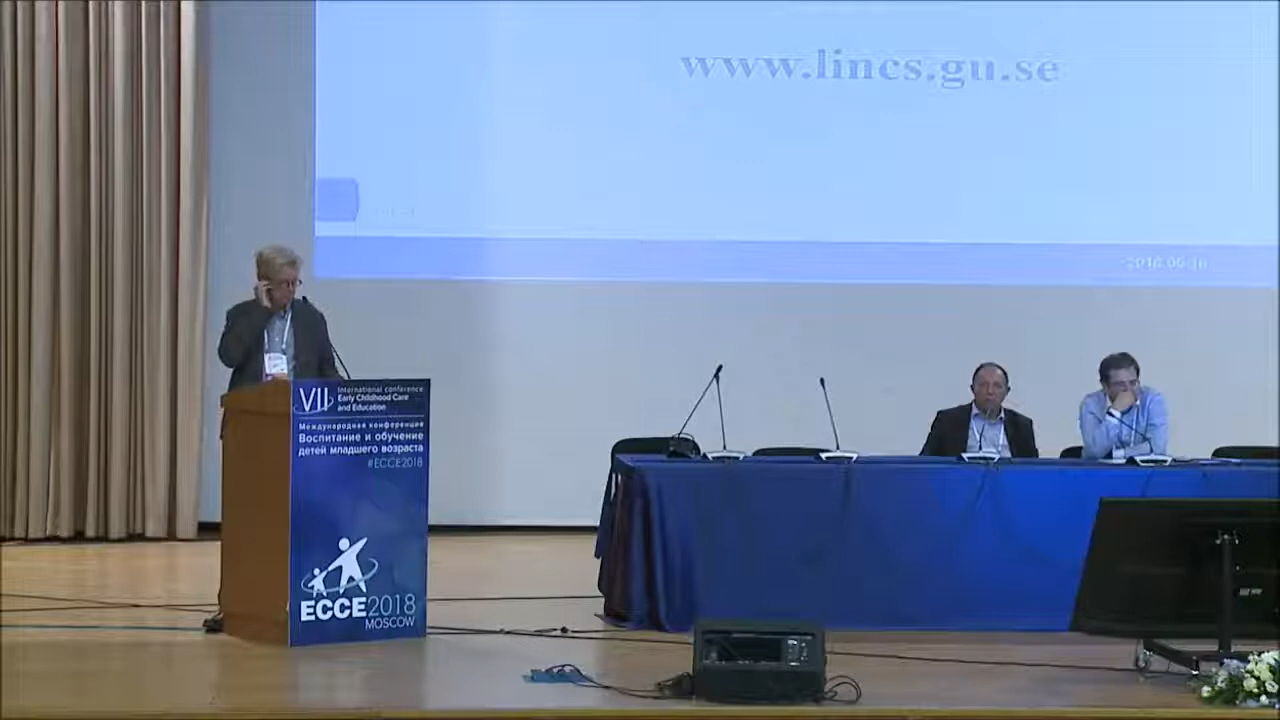 www.lincs.gu.se
VII
International conference
Early Childhood Care
and Education
Международная конференция
Воспитание и обучение
детей младшего возраста
#ECCE2018
ECCE2018
MOSCOW